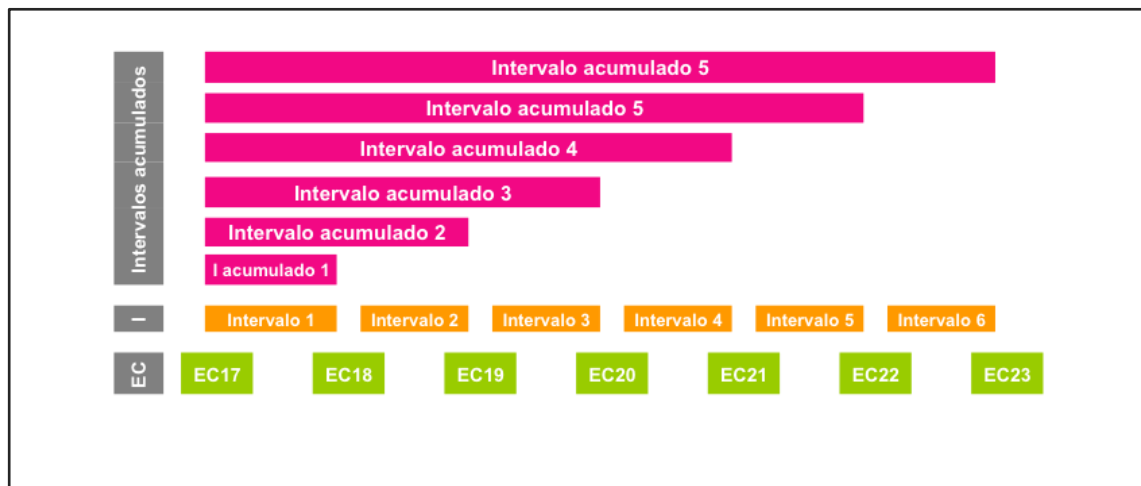 Intervalos acumulados
Intervalo acumulado 5
Intervalo acumulado 5
Intervalo acumulado 4
Intervalo acumulado 3
Intervalo acumulado 2
I acumulado 1
I
Intervalo 1
Intervalo 2
Intervalo 3
Intervalo 4
Intervalo 5
Intervalo 6
EC
EC17
EC18
EC19
EC20
EC21
EC22
EC23